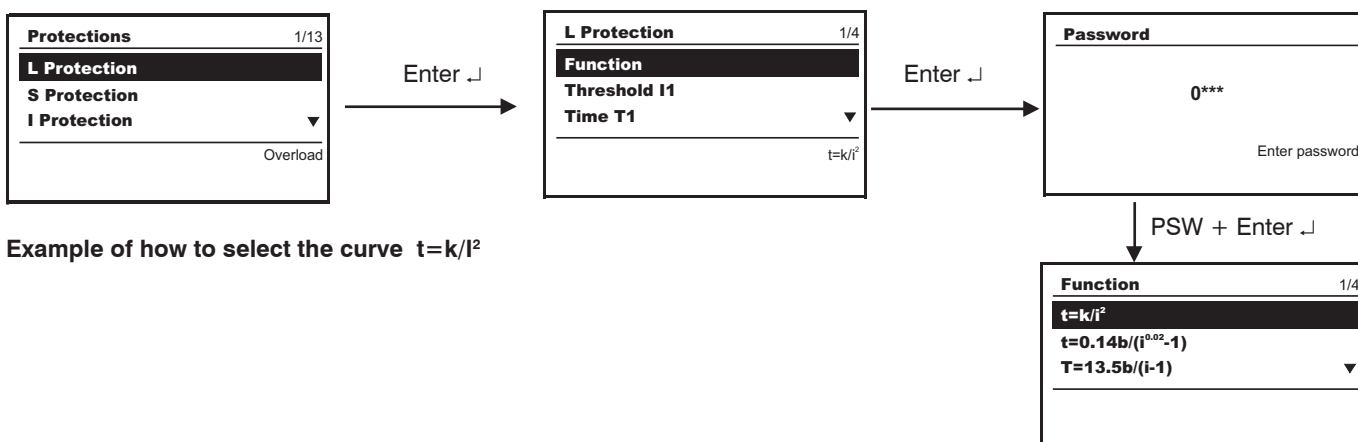 Protections 1/13
L Protection
S Protection
I Protection ▼
Overload
Enter ↵
L Protection 1/4
Function
Threshold I1
Time T1 ▼
t=k/i²
Enter ↵
Password
0***
Enter password
PSW + Enter ↵
Function 1/4
t=k/i²
t=0.14b/(i⁰·⁰²-1)
T=13.5b/(i-1) ▼
Example of how to select the curve t=k/I²